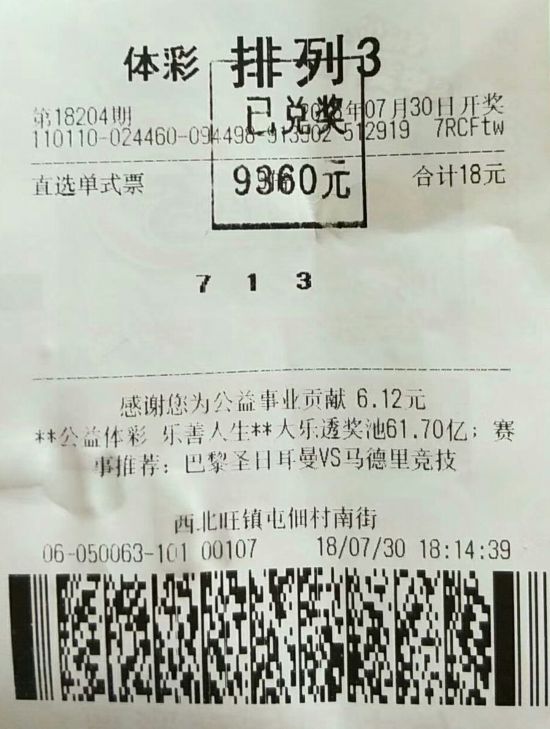 体彩 排列3
第18204期 年07月30日开奖
已兑奖
110110-024460-094498- 512919 7RCFtw
直选单式票 9360元 合计18元
7 1 3
感谢您为公益事业贡献 6.12元
**公益体彩 乐善人生**大乐透奖池61.70亿; 赛
事推荐: 巴黎圣日耳曼VS马德里竞技
西北旺镇屯佃村南街
06-050063-101 00107 18/07/30 18:14:39